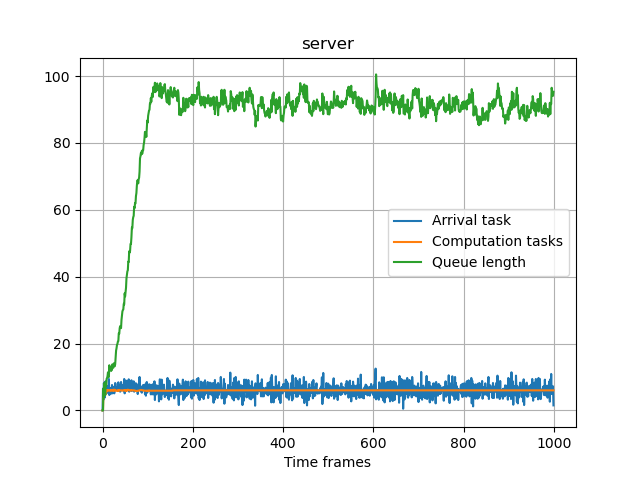 server
100
80
60
40
20
0
Arrival task
Computation tasks
Queue length
0 200 400 600 800 1000
Time frames